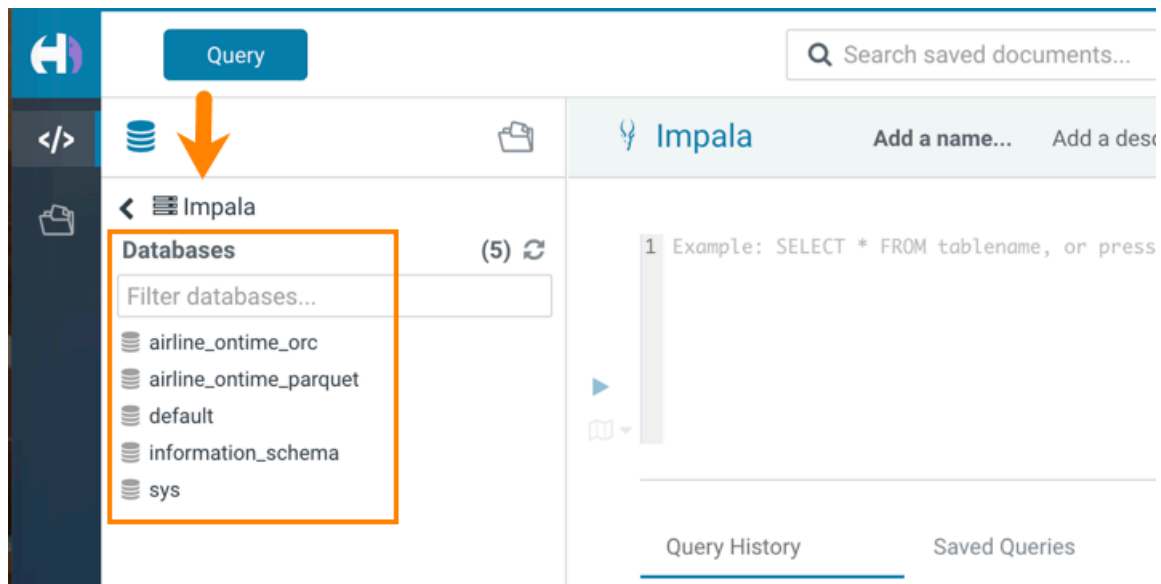 Query
Search saved documents...
</>
Impala
Databases (5)
Filter databases...
airline_ontime_orc
airline_ontime_parquet
default
information_schema
sys
Impala Add a name... Add a desc
1 Example: SELECT * FROM tablename, or press
Query History Saved Queries